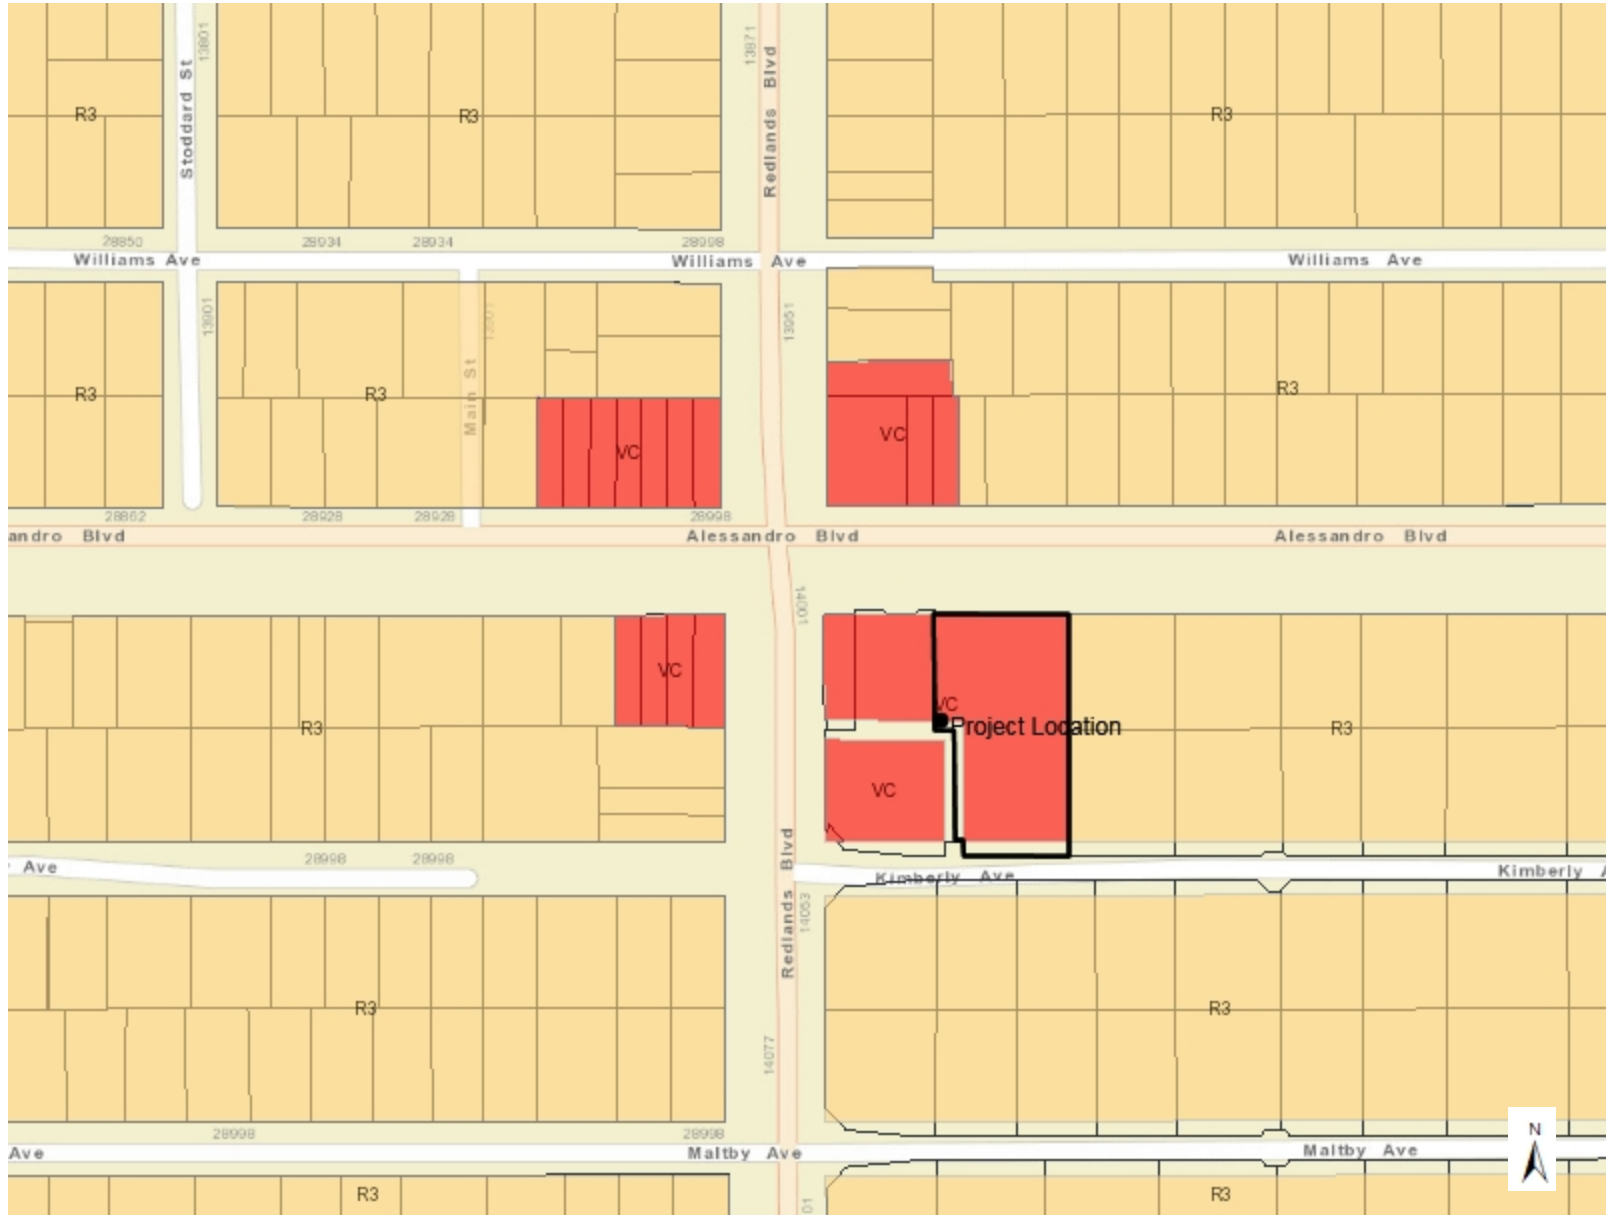 13801
13871
Stoddard St
Redlands Blvd
R3
R3
R3
28850
28934
28934
28998
Williams Ave
Williams Ave
Williams Ave
13901
13901
13951
Main St
R3
R3
R3
VC
VC
28862
28928
28928
28998
andro Blvd
Alessandro Blvd
Alessandro Blvd
14001
VC
VC
Project Location
R3
R3
VC
Redlands Blvd
28998
28998
Ave
Kimberly Ave
Kimberly A
14053
R3
R3
14077
28998
28998
Ave
Maltby Ave
Maltby Ave
N
R3
R3
01